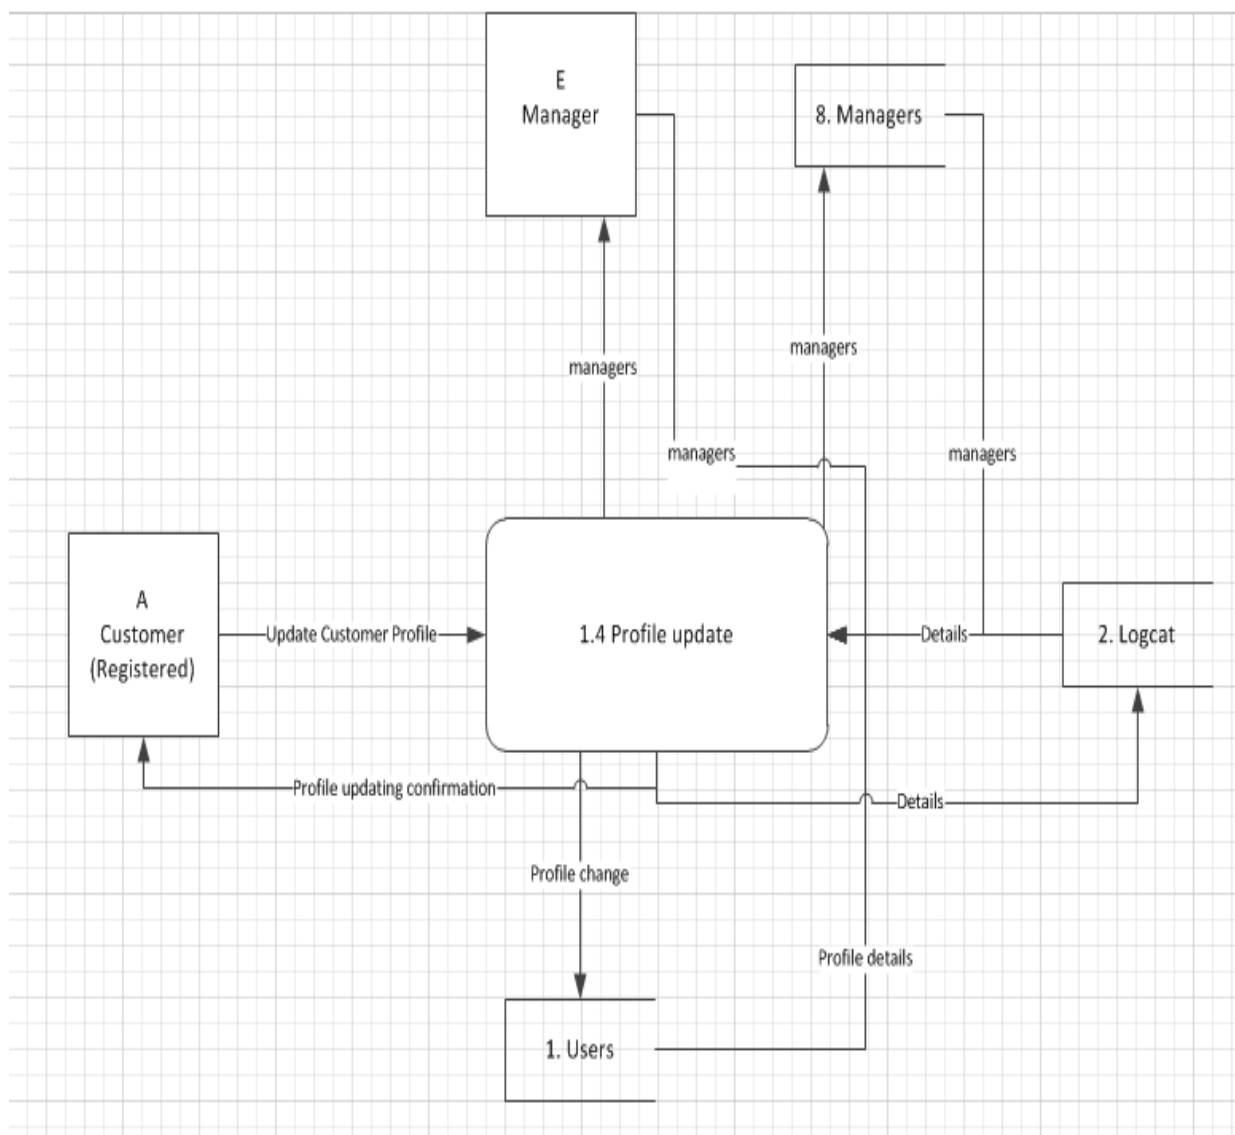 E
Manager
8. Managers
managers
managers
managers
managers
A
Customer
(Registered)
Update Customer Profile
1.4 Profile update
Details
2. Logcat
Profile updating confirmation
Details
Profile change
Profile details
1. Users